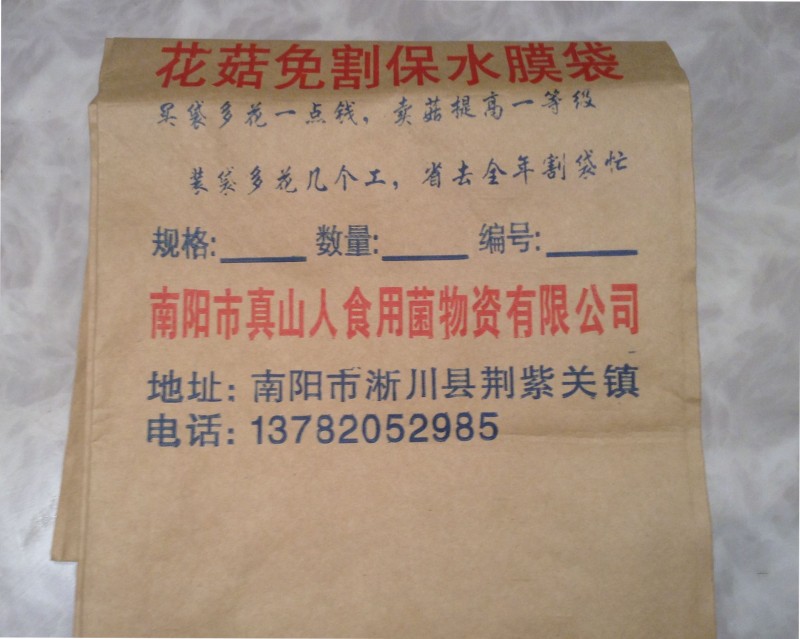 花菇免割保水膜袋
买袋多花一点钱，卖菇提高一等级
装袋多花几个工，省去全年割袋忙
规格:_____ 数量:_____ 编号:_____
南阳市真山人食用菌物资有限公司
地址：南阳市淅川县荆紫关镇
电话：13782052985